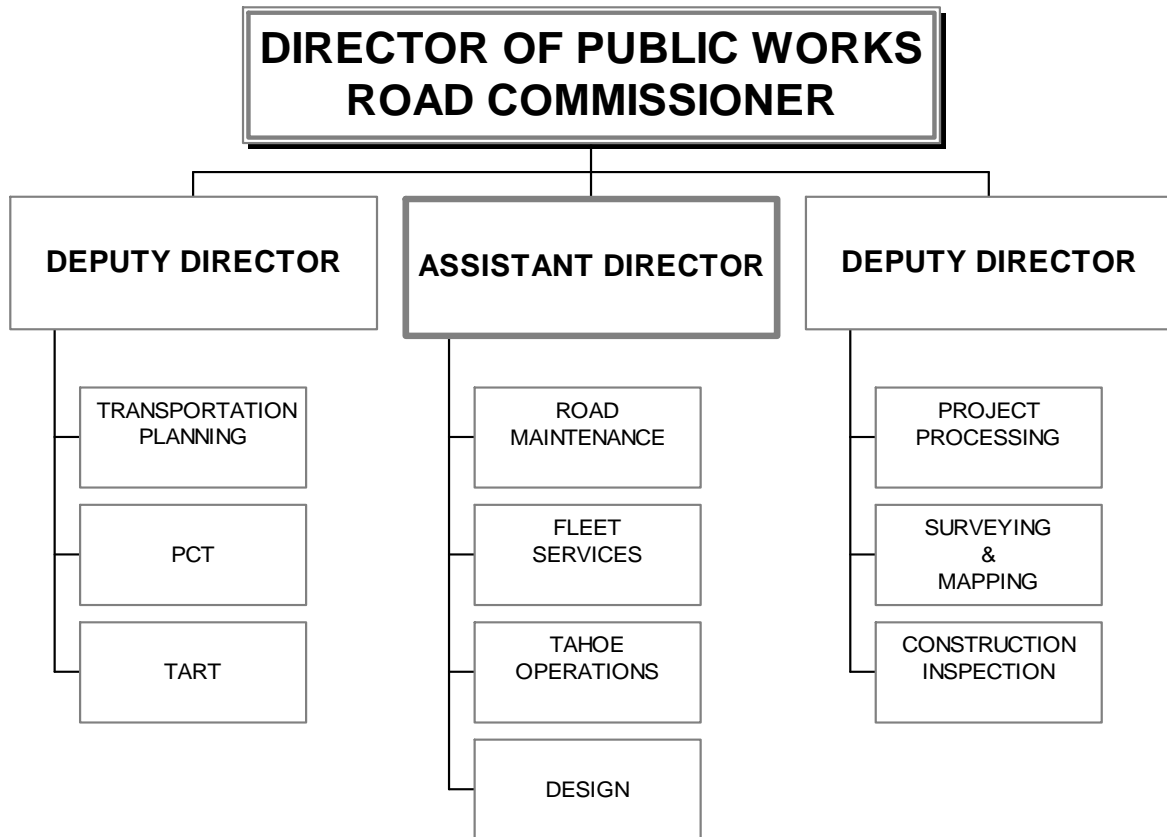 DIRECTOR OF PUBLIC WORKS
ROAD COMMISSIONER
DEPUTY DIRECTOR
ASSISTANT DIRECTOR
DEPUTY DIRECTOR
TRANSPORTATION
PLANNING
PCT
TART
ROAD
MAINTENANCE
FLEET
SERVICES
TAHOE
OPERATIONS
DESIGN
PROJECT
PROCESSING
SURVEYING
&
MAPPING
CONSTRUCTION
INSPECTION